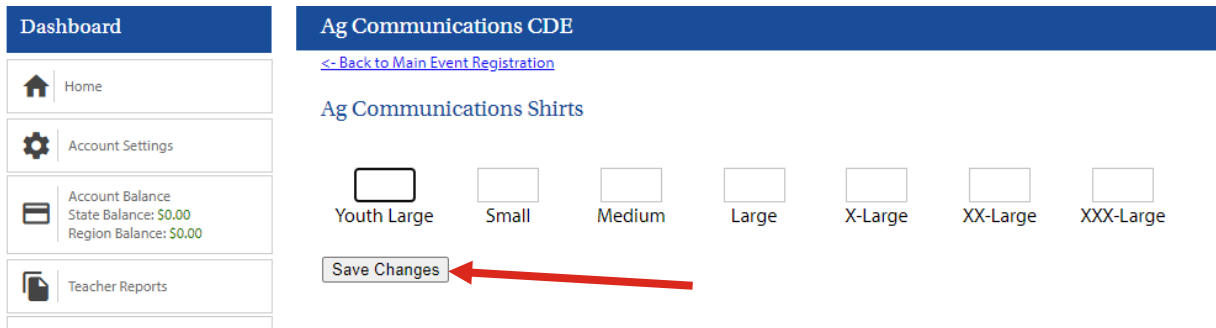 Dashboard
Home
Account Settings
Account Balance
State Balance: $0.00
Region Balance: $0.00
Teacher Reports
Ag Communications CDE
<- Back to Main Event Registration
Ag Communications Shirts
Youth Large Small Medium Large X-Large XX-Large XXX-Large
Save Changes